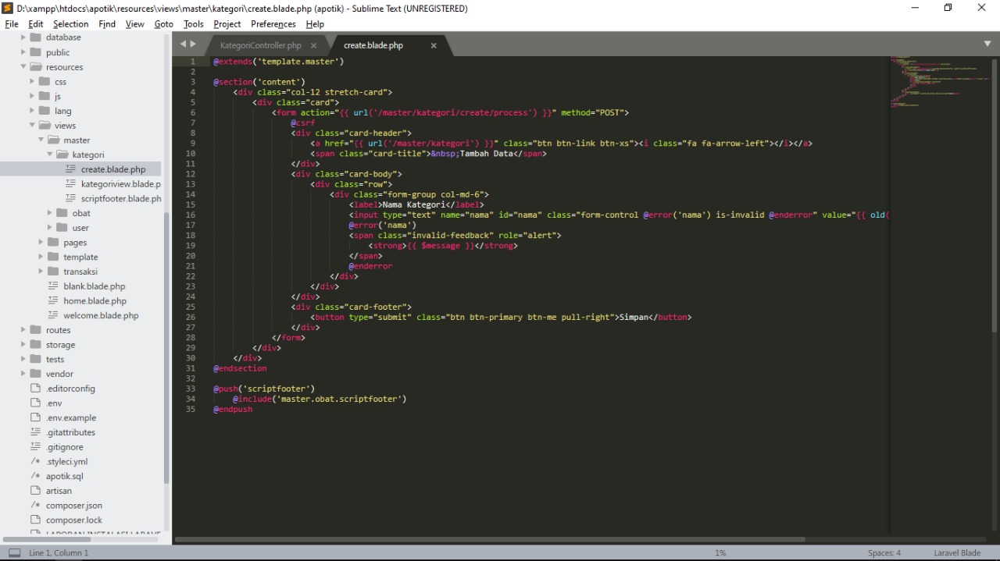 D:\xampp\htdocs\apotik\resources\views\master\kategori\create.blade.php (apotik) - Sublime Text (UNREGISTERED)
File Edit Selection Find View Goto Tools Project Preferences Help
database
public
resources
css
js
lang
views
master
kategori
create.blade.php
kategoriview.blade.p
scriptfooter.blade.ph
obat
user
pages
template
transaksi
blank.blade.php
home.blade.php
welcome.blade.php
routes
storage
tests
vendor
.editorconfig
.env
.env.example
.gitattributes
.gitignore
.styleci.yml
apotik.sql
artisan
composer.json
composer.lock
LAPORAN INSTALASI LARAVE
KategoriController.php
create.blade.php
1 @extends('template.master')
2
3 @section('content')
4 <div class="col-12 stretch-card">
5 <div class="card">
6 <form action="{{ url('/master/kategori/create/process') }}" method="POST">
7 @csrf
8 <div class="card-header">
9 <a href="{{ url('/master/kategori') }}" class="btn btn-link btn-xs"><i class="fa fa-arrow-left"></i></a>
10 <span class="card-title">&nbsp;Tambah Data</span>
11 </div>
12 <div class="card-body">
13 <div class="row">
14 <div class="form-group col-md-6">
15 <label>Nama Kategori</label>
16 <input type="text" name="nama" id="nama" class="form-control @error('nama') is-invalid @enderror" value="{{ old(
17 @error('nama')
18 <span class="invalid-feedback" role="alert">
19 <strong>{{ $message }}</strong>
20 </span>
21 @enderror
22 </div>
23 </div>
24 </div>
25 <div class="card-footer">
26 <button type="submit" class="btn btn-primary btn-me pull-right">Simpan</button>
27 </div>
28 </form>
29 </div>
30 </div>
31 @endsection
32
33 @push('scriptfooter')
34 @include('master.obat.scriptfooter')
35 @endpush
Line 1, Column 1
1%
Spaces: 4
Laravel Blade